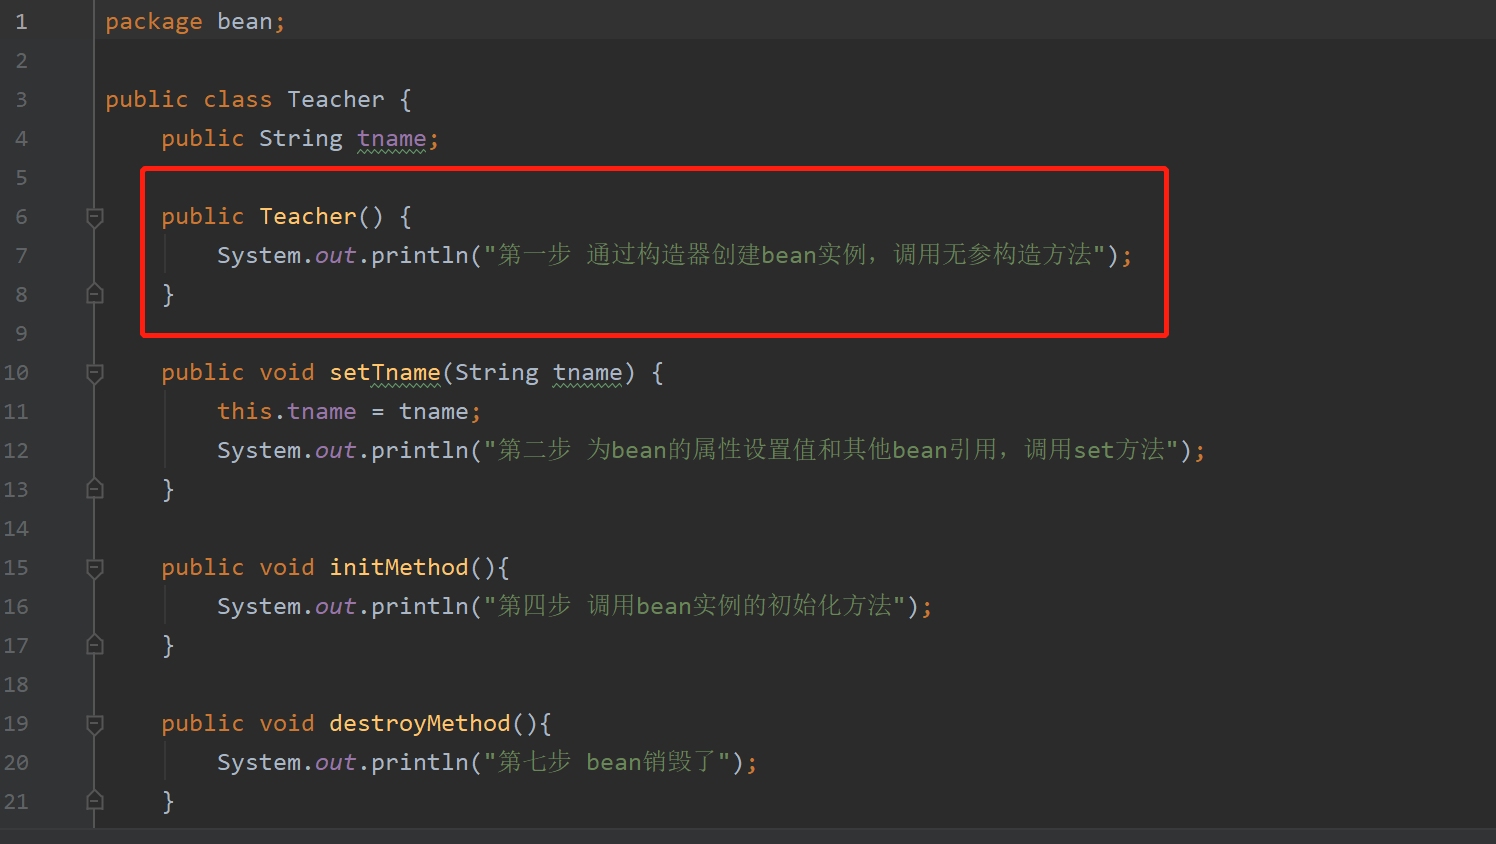 1 package bean;
2
3 public class Teacher {
4 public String tname;
5
6 public Teacher() {
7 System.out.println("第一步 通过构造器创建bean实例，调用无参构造方法");
8 }
9
10 public void setTname(String tname) {
11 this.tname = tname;
12 System.out.println("第二步 为bean的属性设置值和其他bean引用，调用set方法");
13 }
14
15 public void initMethod(){
16 System.out.println("第四步 调用bean实例的初始化方法");
17 }
18
19 public void destroyMethod(){
20 System.out.println("第七步 bean销毁了");
21 }